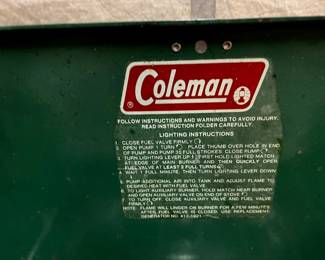 Coleman
®
FOLLOW INSTRUCTIONS AND WARNINGS TO AVOID INJURY.
READ INSTRUCTION FOLDER CAREFULLY.
LIGHTING INSTRUCTIONS
1. CLOSE FUEL VALVE FIRMLY
2. OPEN PUMP 1 TURN PLACE THUMB OVER HOLE IN END
OF PUMP AND PUMP 35 FULL STROKES. CLOSE PUMP
3. TURN LIGHTING LEVER UP FIRST HOLD LIGHTED MATCH
AT EDGE OF MAIN BURNER AND THEN QUICKLY OPEN
FUEL VALVE AT LEAST 2 FULL TURNS
4. WAIT 1 FULL MINUTE, THEN TURN LIGHTING LEVER DOWN
5. PUMP ADDITIONAL AIR INTO TANK AND ADJUST FLAME TO
DESIRED HEAT WITH FUEL VALVE.
6. TO LIGHT AUXILIARY BURNER, HOLD MATCH NEAR BURNER
AND OPEN AUXILIARY VALVE ON END OF STOVE
TO TURN OFF, CLOSE AUXILIARY VALVE AND FUEL VALVE
FIRMLY
NOTE: FLAME WILL LINGER ON BURNER FOR A FEW MINUTES
AFTER FUEL VALVE IS CLOSED. USE REPLACEMENT
GENERATOR